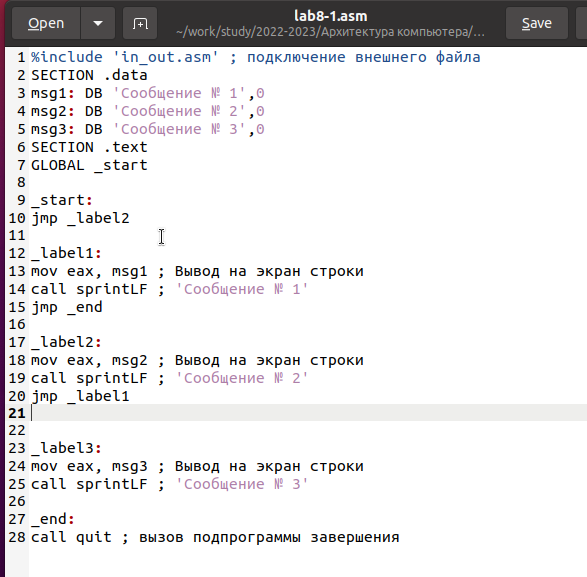 Open
lab8-1.asm
~/work/study/2022-2023/Архитектура компьютера/...
Save
1 %include 'in_out.asm' ; подключение внешнего файла
2 SECTION .data
3 msg1: DB 'Сообщение № 1',0
4 msg2: DB 'Сообщение № 2',0
5 msg3: DB 'Сообщение № 3',0
6 SECTION .text
7 GLOBAL _start
8
9 _start:
10 jmp _label2
11
12 _label1:
13 mov eax, msg1 ; Вывод на экран строки
14 call sprintLF ; 'Сообщение № 1'
15 jmp _end
16
17 _label2:
18 mov eax, msg2 ; Вывод на экран строки
19 call sprintLF ; 'Сообщение № 2'
20 jmp _label1
21
22
23 _label3:
24 mov eax, msg3 ; Вывод на экран строки
25 call sprintLF ; 'Сообщение № 3'
26
27 _end:
28 call quit ; вызов подпрограммы завершения